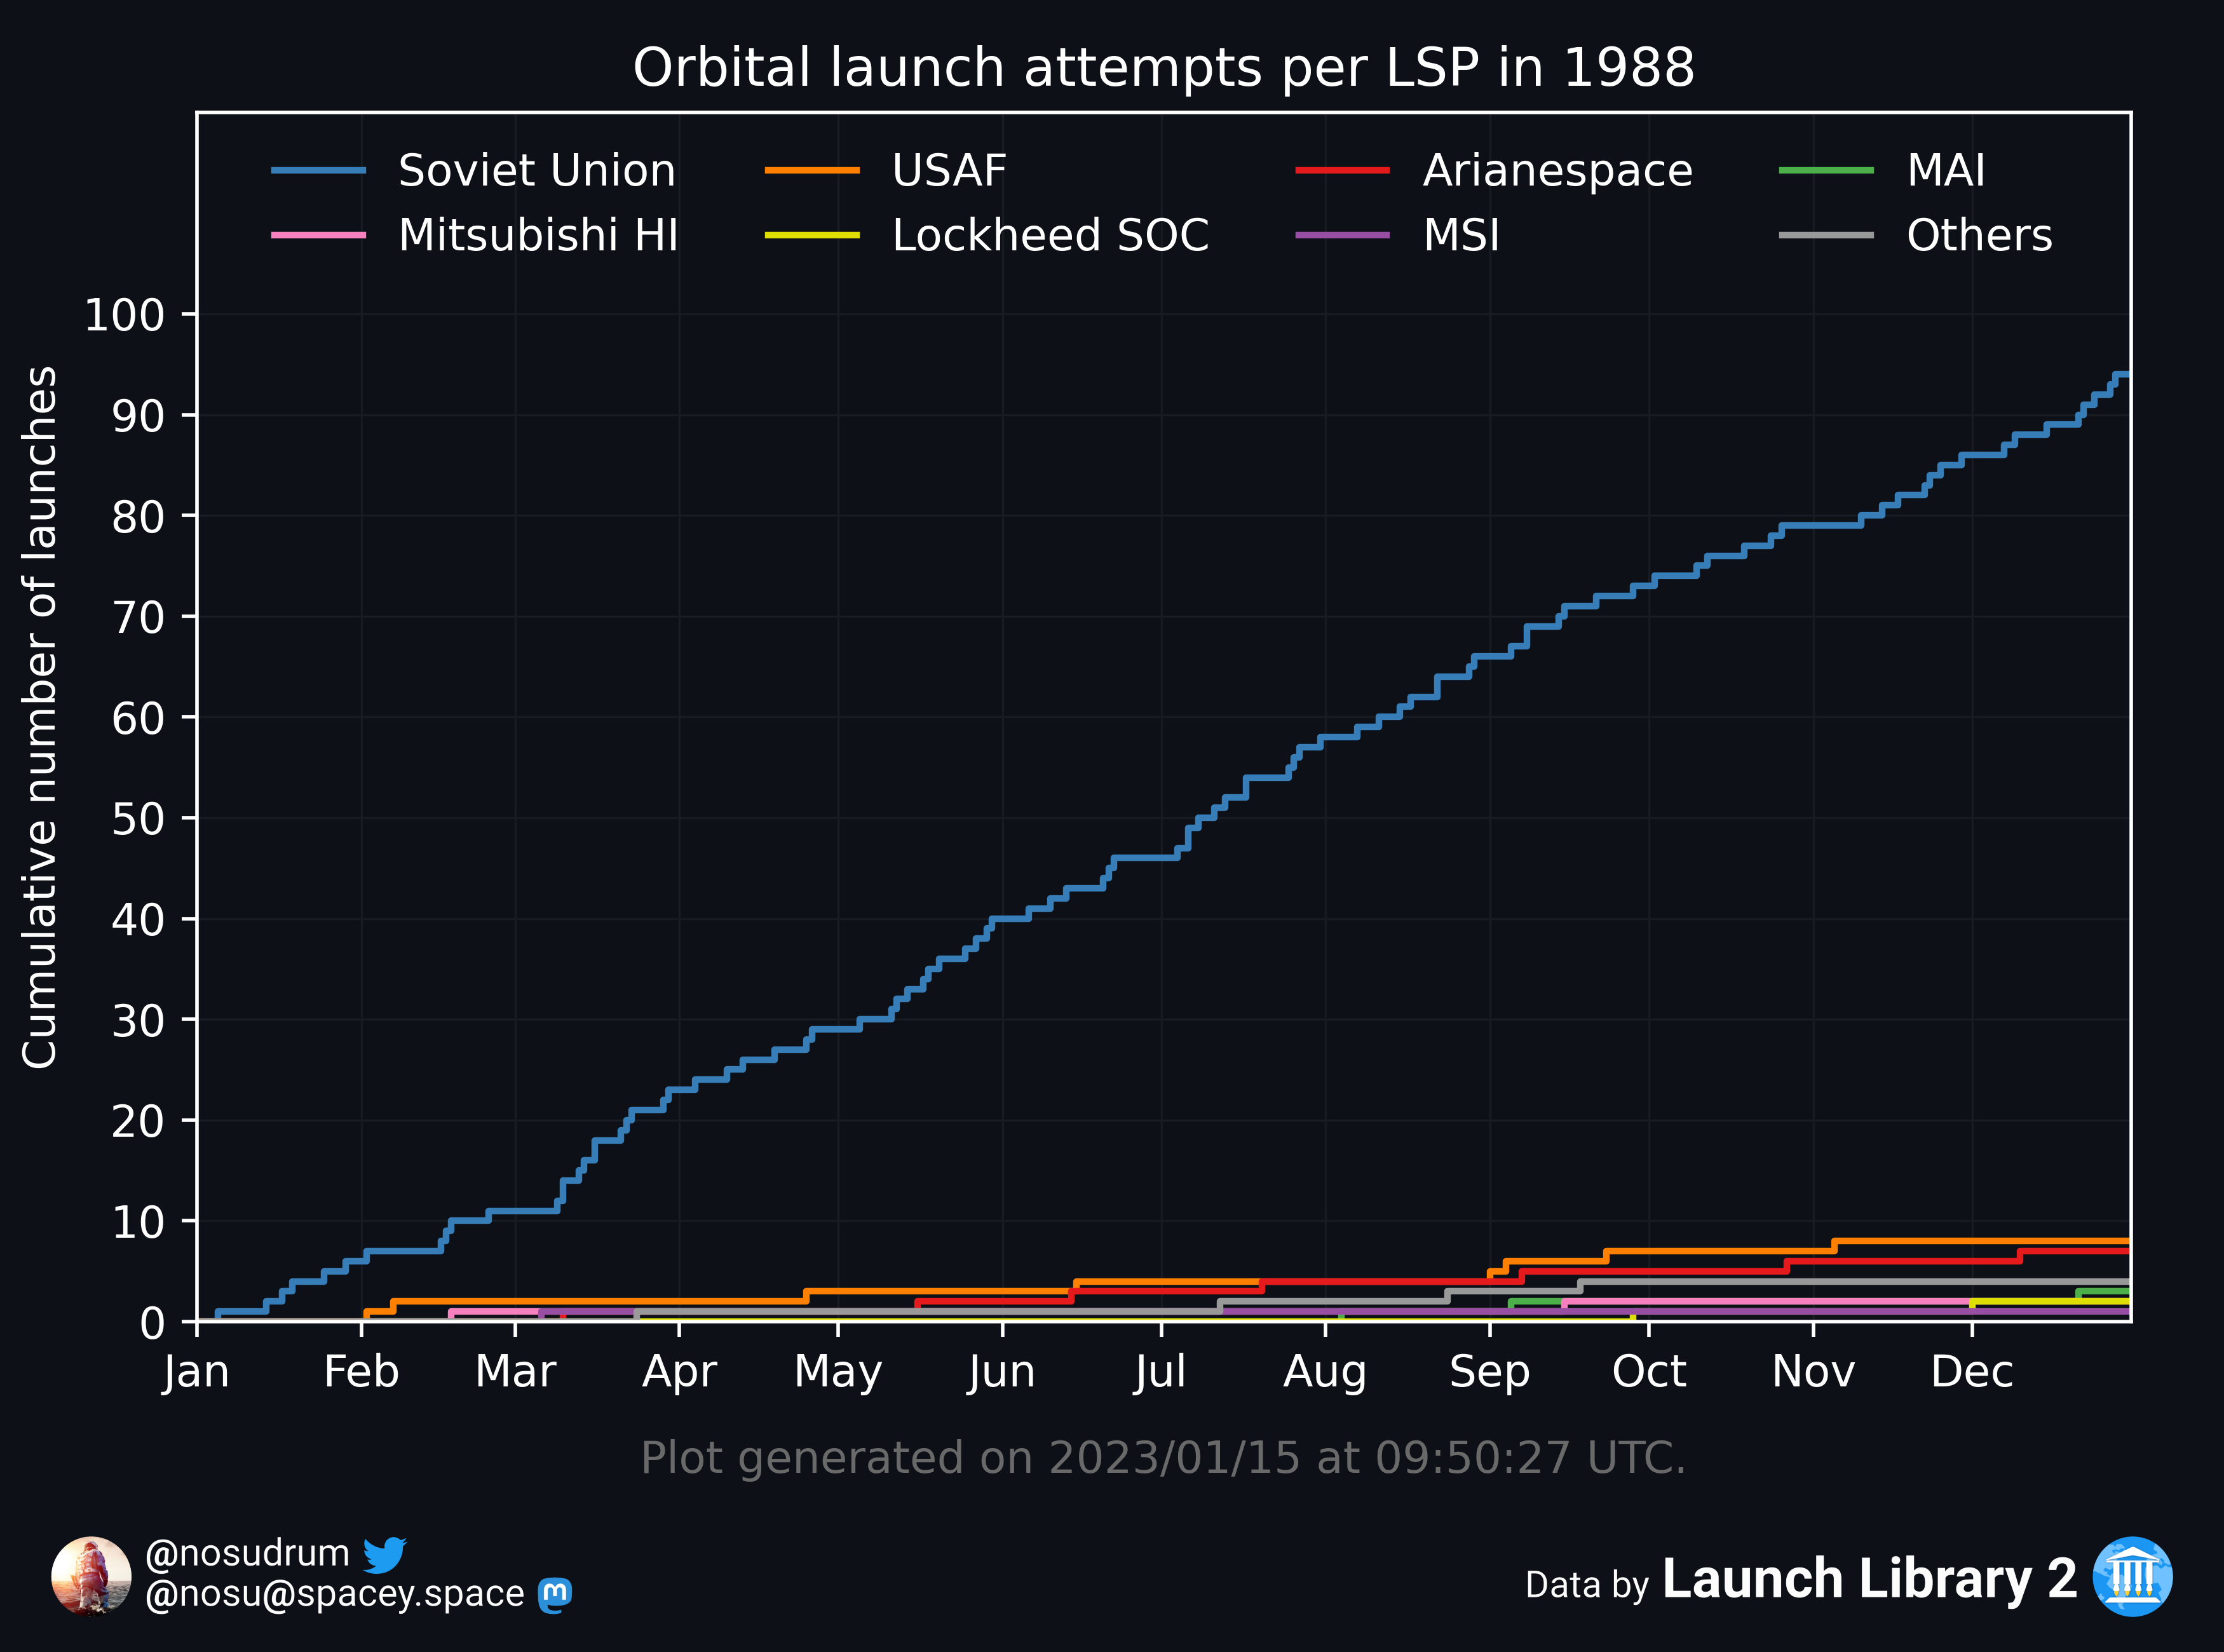 Orbital launch attempts per LSP in 1988
Soviet Union USAF Arianespace MAI
Mitsubishi HI Lockheed SOC MSI Others
Cumulative number of launches
100
90
80
70
60
50
40
30
20
10
0
Jan Feb Mar Apr May Jun Jul Aug Sep Oct Nov Dec
Plot generated on 2023/01/15 at 09:50:27 UTC.
@nosudrum
@nosu@spacey.space
Data by Launch Library 2